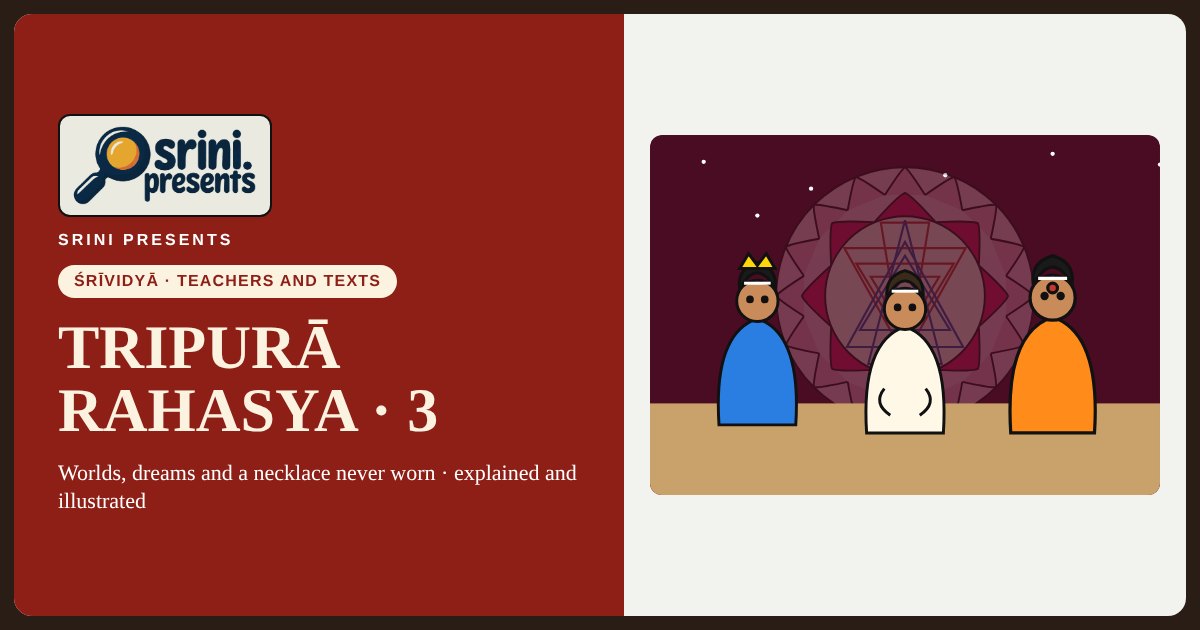 srini.
presents
SRINI PRESENTS
ŚRĪVIDYĀ · TEACHERS AND TEXTS
TRIPURĀ
RAHASYA · 3
Worlds, dreams and a necklace never worn · explained and
illustrated